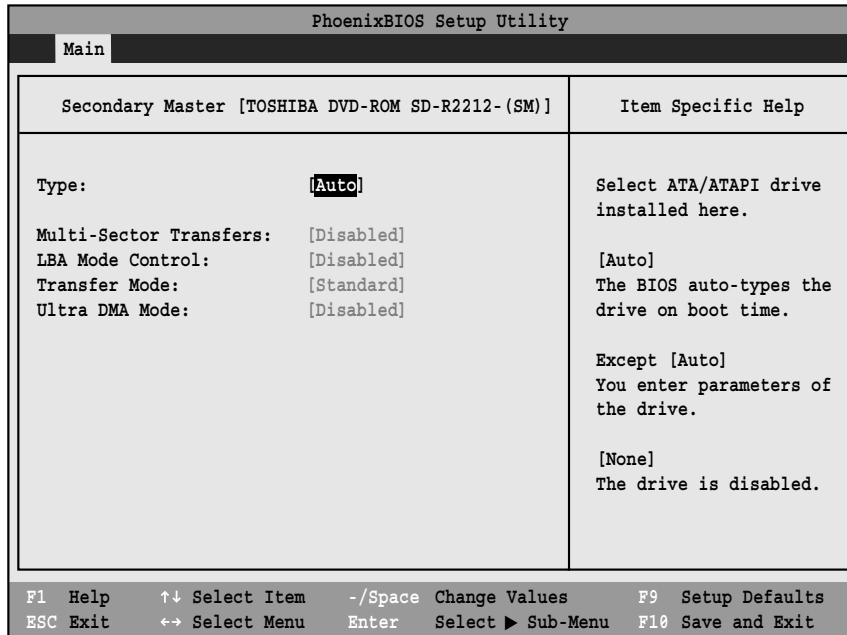 PhoenixBIOS Setup Utility
Main
Secondary Master [TOSHIBA DVD-ROM SD-R2212-(SM)]
Item Specific Help
Type: [Auto]
Multi-Sector Transfers: [Disabled]
LBA Mode Control: [Disabled]
Transfer Mode: [Standard]
Ultra DMA Mode: [Disabled]
Select ATA/ATAPI drive
installed here.
[Auto]
The BIOS auto-types the
drive on boot time.
Except [Auto]
You enter parameters of
the drive.
[None]
The drive is disabled.
F1 Help ↑↓ Select Item -/Space Change Values F9 Setup Defaults
ESC Exit ←→ Select Menu Enter Select ▶ Sub-Menu F10 Save and Exit